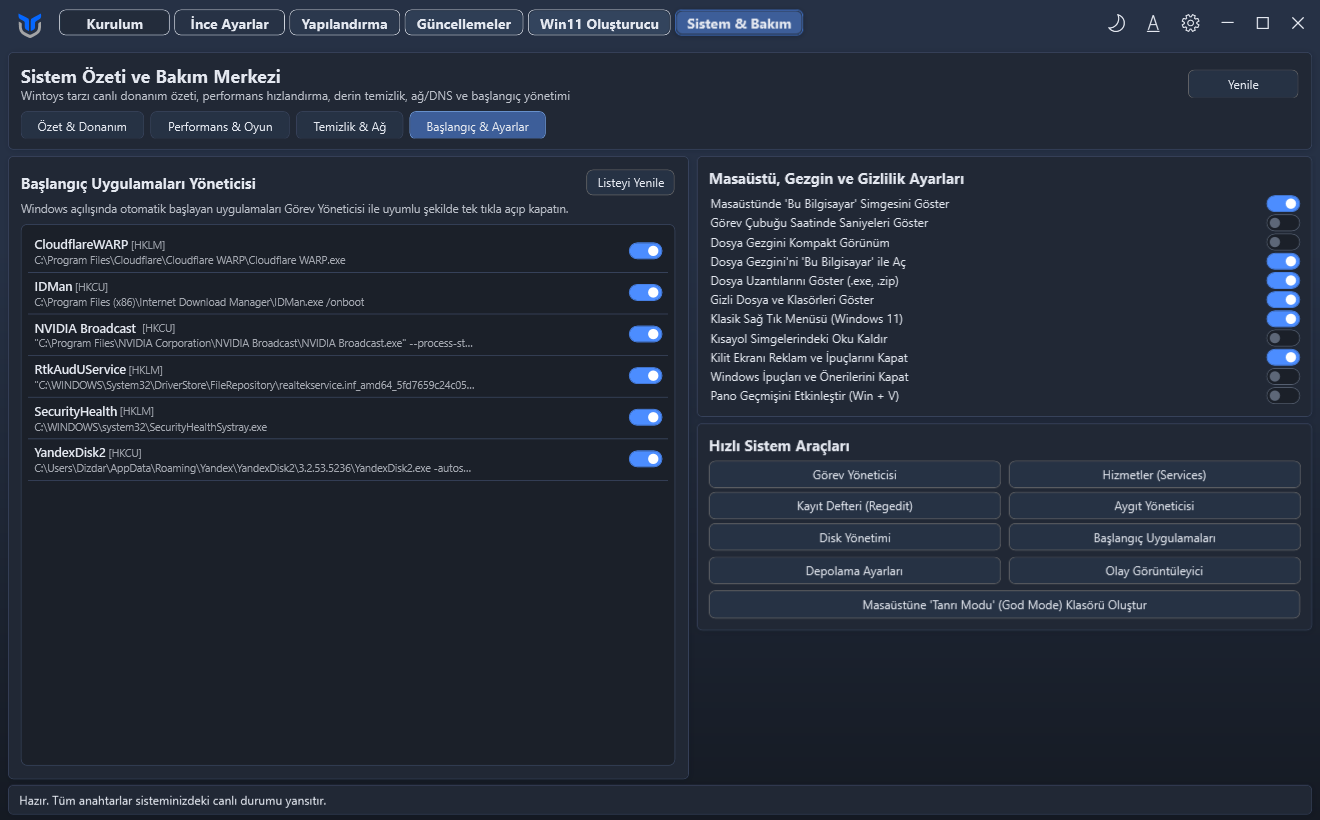 Kurulum
İnce Ayarlar
Yapılandırma
Güncellemeler
Win11 Oluşturucu
Sistem & Bakım
Sistem Özeti ve Bakım Merkezi
Wintoys tarzı canlı donanım özeti, performans hızlandırma, derin temizlik, ağ/DNS ve başlangıç yönetimi
Yenile
Özet & Donanım
Performans & Oyun
Temizlik & Ağ
Başlangıç & Ayarlar
Başlangıç Uygulamaları Yöneticisi
Listeyi Yenile
Windows açılışında otomatik başlayan uygulamaları Görev Yöneticisi ile uyumlu şekilde tek tıkla açıp kapatın.
CloudflareWARP [HKLM]
C:\Program Files\Cloudflare\Cloudflare WARP\Cloudflare WARP.exe
IDMan [HKCU]
C:\Program Files (x86)\Internet Download Manager\IDMan.exe /onboot
NVIDIA Broadcast [HKCU]
"C:\Program Files\NVIDIA Corporation\NVIDIA Broadcast\NVIDIA Broadcast.exe" --process-st...
RtkAudUService [HKLM]
"C:\WINDOWS\System32\DriverStore\FileRepository\realtekservice.inf_amd64_5fd7659c24c05...
SecurityHealth [HKLM]
C:\WINDOWS\system32\SecurityHealthSystray.exe
YandexDisk2 [HKCU]
C:\Users\Dizdar\AppData\Roaming\Yandex\YandexDisk2\3.2.53.5236\YandexDisk2.exe -autos...
Masaüstü, Gezgin ve Gizlilik Ayarları
Masaüstünde 'Bu Bilgisayar' Simgesini Göster
Görev Çubuğu Saatinde Saniyeleri Göster
Dosya Gezgini Kompakt Görünüm
Dosya Gezgini'ni 'Bu Bilgisayar' ile Aç
Dosya Uzantılarını Göster (.exe, .zip)
Gizli Dosya ve Klasörleri Göster
Klasik Sağ Tık Menüsü (Windows 11)
Kısayol Simgelerindeki Oku Kaldır
Kilit Ekranı Reklam ve İpuçlarını Kapat
Windows İpuçları ve Önerilerini Kapat
Pano Geçmişini Etkinleştir (Win + V)
Hızlı Sistem Araçları
Görev Yöneticisi
Hizmetler (Services)
Kayıt Defteri (Regedit)
Aygıt Yöneticisi
Disk Yönetimi
Başlangıç Uygulamaları
Depolama Ayarları
Olay Görüntüleyici
Masaüstüne 'Tanrı Modu' (God Mode) Klasörü Oluştur
Hazır. Tüm anahtarlar sisteminizdeki canlı durumu yansıtır.